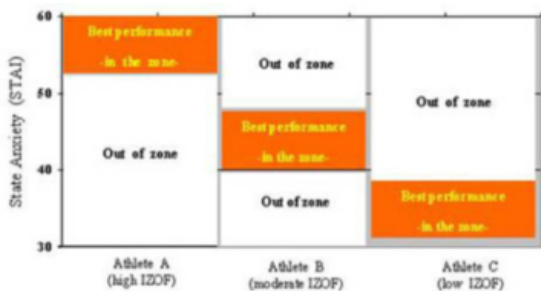 State Anxiety (STAI)
60
50
40
30
Best performance
-in the zone-
Out of zone
Out of zone
Best performance
-in the zone-
Out of zone
Out of zone
Best performance
-in the zone-
Athlete A
(high IZOF)
Athlete B
(moderate IZOF)
Athlete C
(low IZOF)